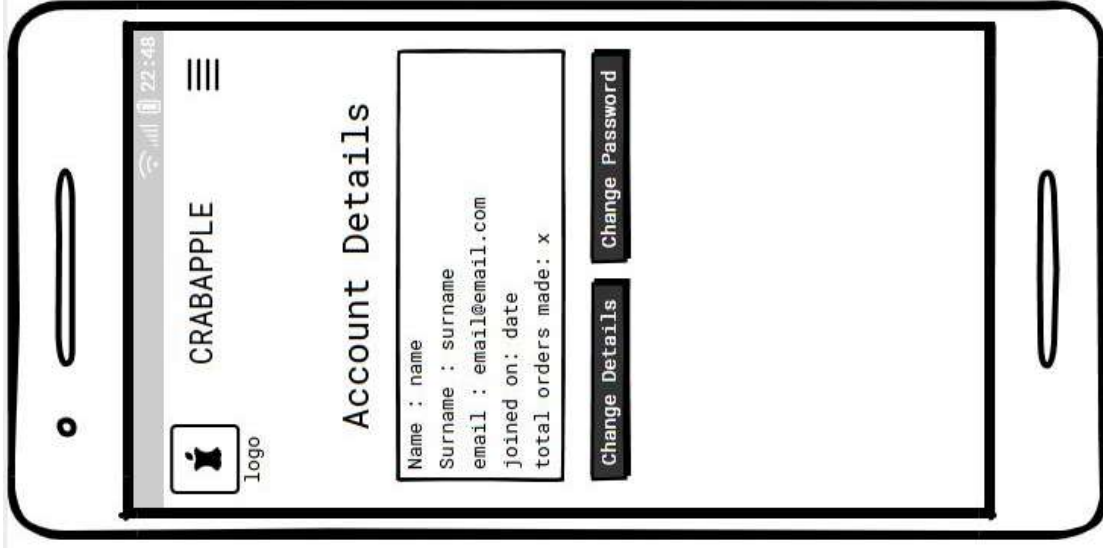 22:48
CRABAPPLE
logo
Account Details
Name : name
Surname : surname
email : email@email.com
joined on: date
total orders made: x
Change Details
Change Password